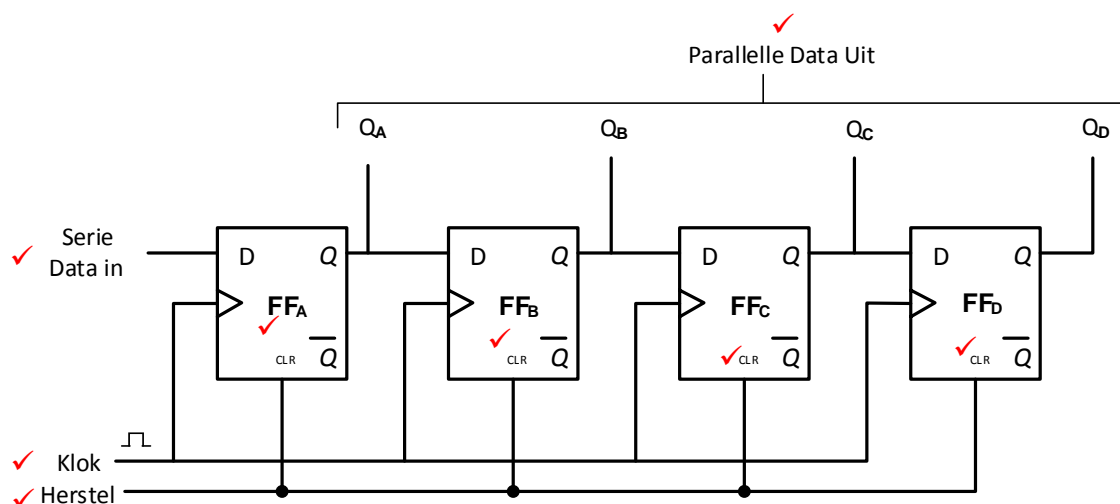 Parallelle Data Uit
QA
QB
QC
QD
Serie
Data in
D Q
D Q
D Q
D Q
FFA
FFB
FFC
FFD
CLR Q
CLR Q
CLR Q
CLR Q
Klok
Herstel